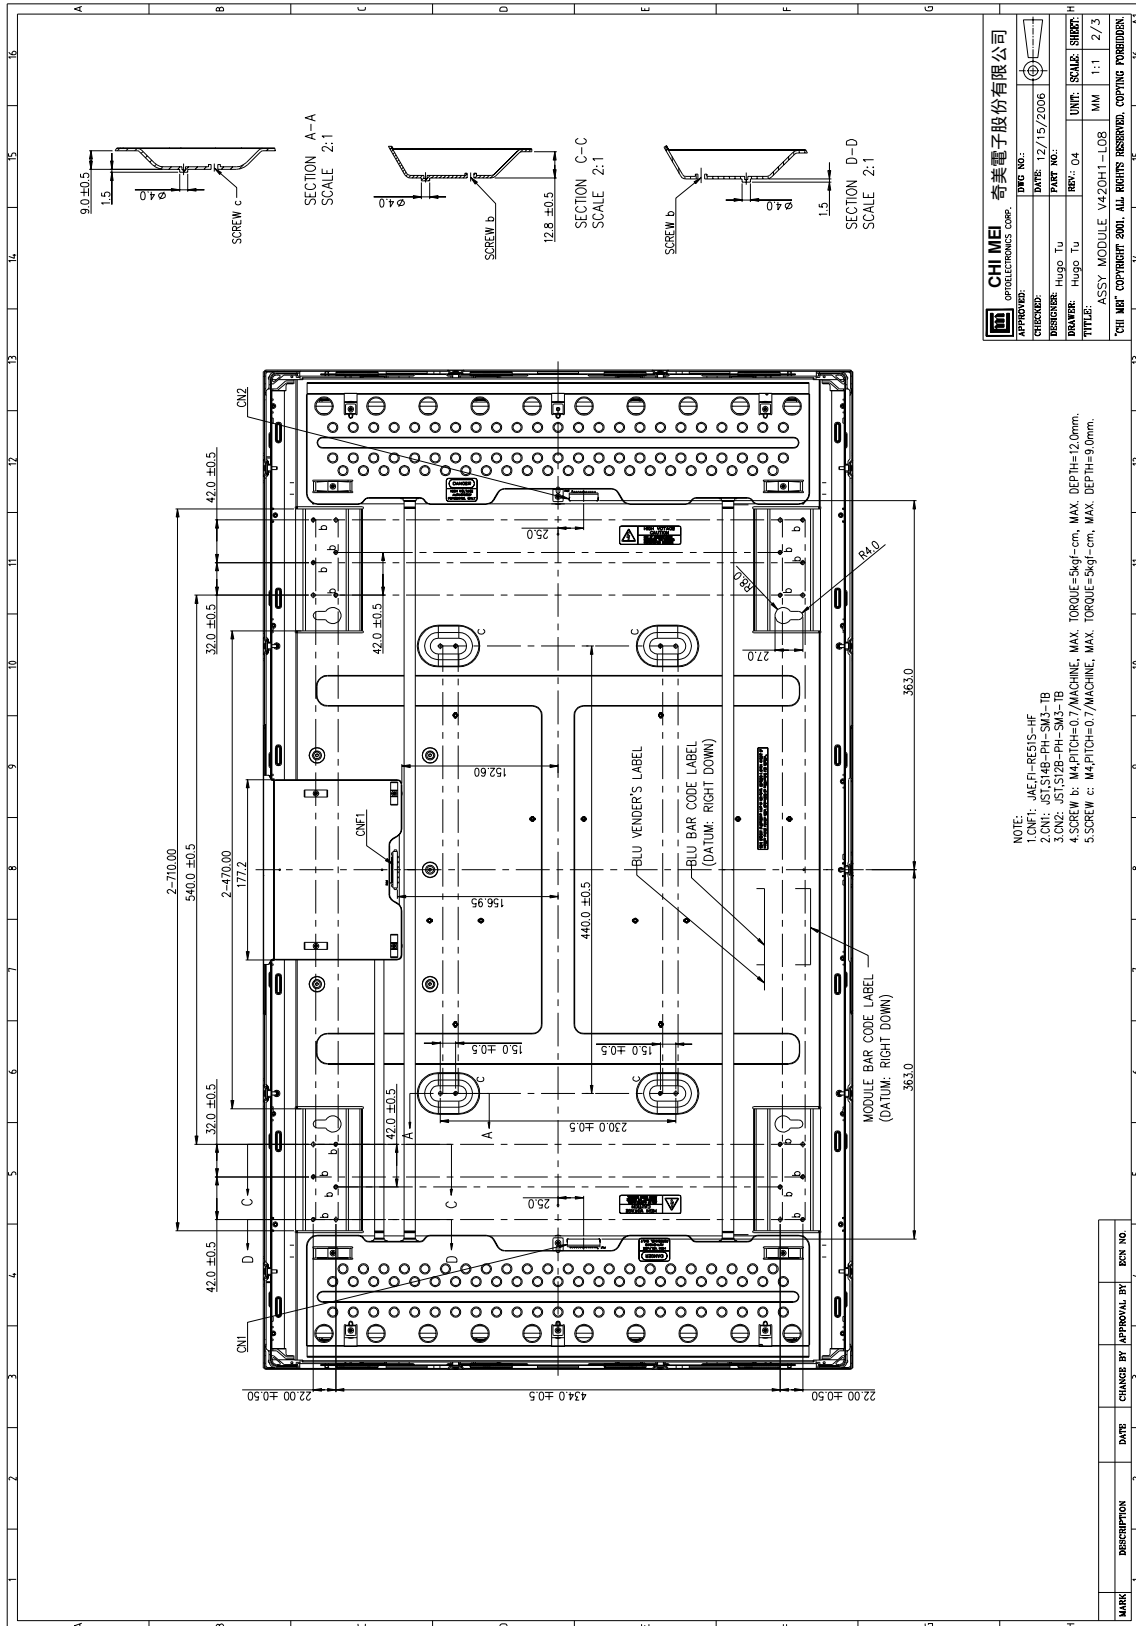 9.0 ±0.5
1.5
Ø4.0
SCREW c
SECTION A-A
SCALE 2:1
Ø4.0
SCREW b
12.8 ±0.5
SECTION C-C
SCALE 2:1
SCREW b
Ø4.0
1.5
SECTION D-D
SCALE 2:1
2-710.00
540.0 ±0.5
2-470.00
177.2
42.0 ±0.5
32.0 ±0.5
42.0 ±0.5
32.0 ±0.5
42.0 ±0.5
42.0 ±0.5
CN1
CN2
CNF1
25.0
25.0
152.60
156.95
440.0 ±0.5
230.0 ±0.5
15.0 ±0.5
15.0 ±0.5
22.00 ±0.50
434.0 ±0.5
22.00 ±0.50
27.0
R8.0
R4.0
363.0
363.0
A
A
C
C
D
D
DANGER
DANGER
BLU VENDER'S LABEL
BLU BAR CODE LABEL
(DATUM: RIGHT DOWN)
MODULE BAR CODE LABEL
(DATUM: RIGHT DOWN)
NOTE:
1.CNF1: JAE,FI-RE51S-HF
2.CN1: JST,S14B-PH-SM3-TB
3.CN2: JST,S12B-PH-SM3-TB
4.SCREW b: M4,PITCH=0.7/MACHINE, MAX. TORQUE=5kgf-cm, MAX. DEPTH=12.0mm.
5.SCREW c: M4,PITCH=0.7/MACHINE, MAX. TORQUE=5kgf-cm, MAX. DEPTH=9.0mm.
CHI MEI 奇美電子股份有限公司
OPTOELECTRONICS CORP.
APPROVED: DWG NO.:
CHECKED: DATE: 12/15/2006
DESIGNER: Hugo Tu PART NO.:
DRAWER: Hugo Tu REV.: 04 UNIT: SCALE: SHEET:
TITLE: ASSY MODULE V420H1-L08 MM 1:1 2/3
"CHI MEI" COPYRIGHT 2001. ALL RIGHTS RESERVED. COPYING FORBIDDEN.
MARK DESCRIPTION DATE CHANGE BY APPROVAL BY ECN NO.